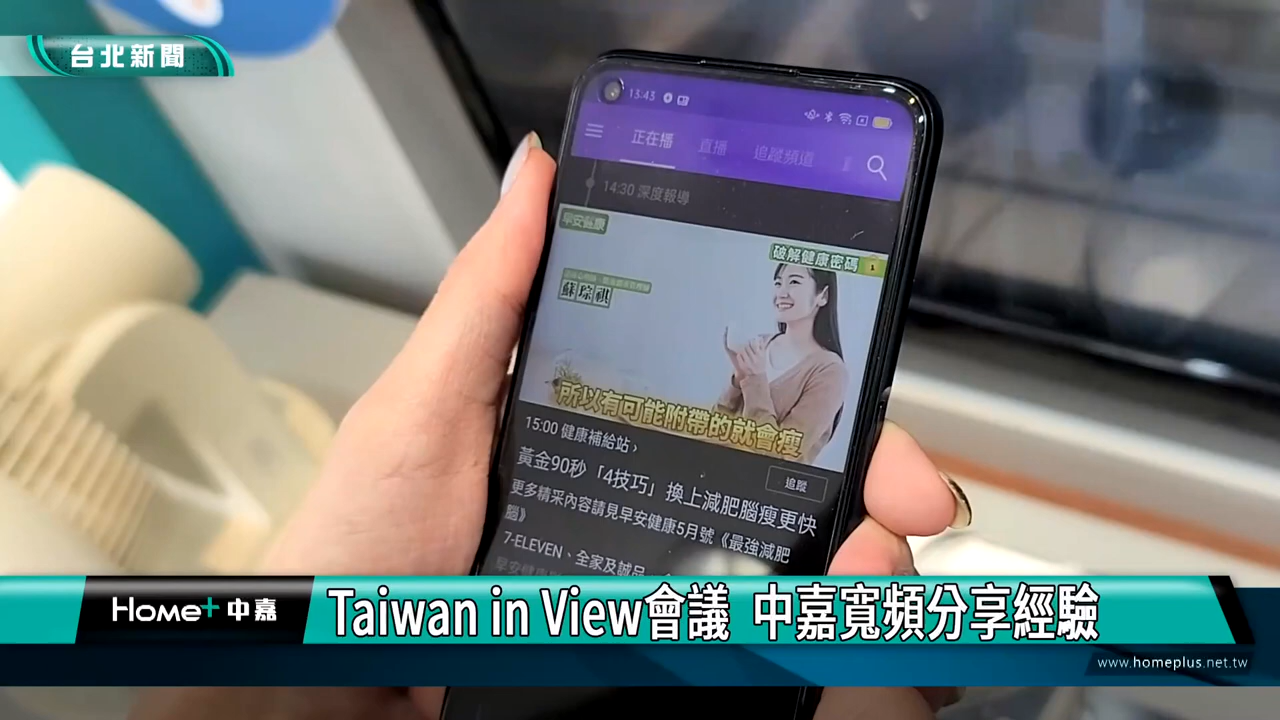 台北新聞
13:43
正在播 直播 追蹤頻道
14:30 深度報導
早安健康
破解健康密碼 1
蘇琮祺
所以有可能附帶的就會瘦
15:00 健康補給站 ›
黃金90秒「4技巧」換上減肥腦瘦更快
追蹤
更多精采內容請見早安健康5月號《最強減肥
腦》
7-ELEVEN、全家及誠品
Home+ 中嘉
Taiwan in View會議 中嘉寬頻分享經驗
www.homeplus.net.tw